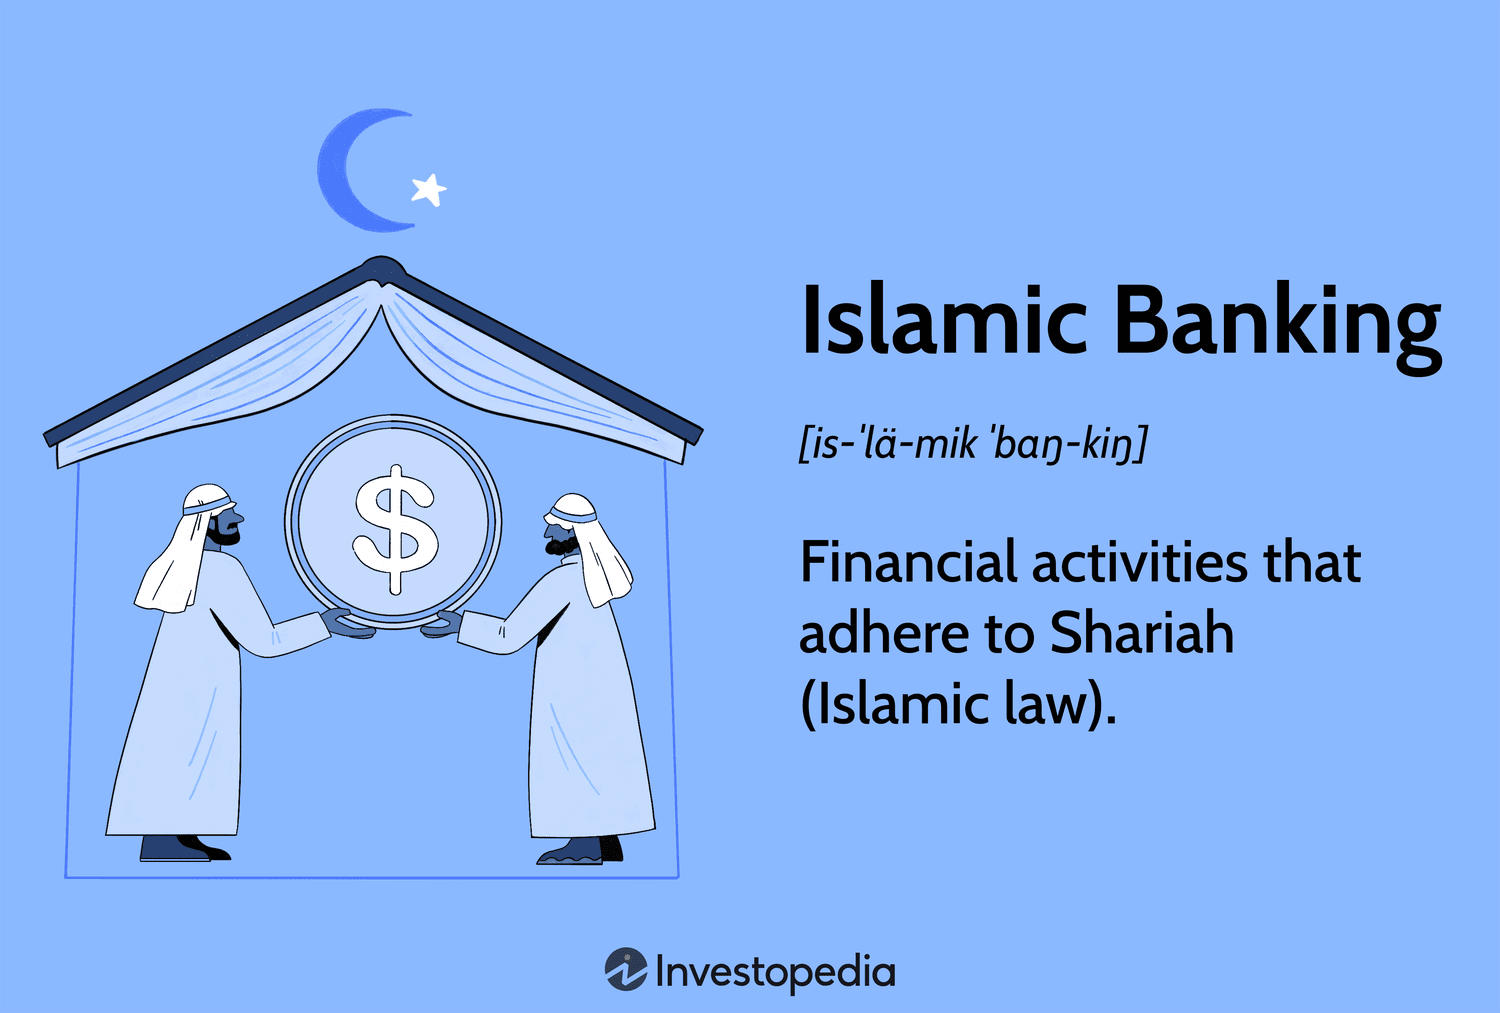 Islamic Banking
[is-ˈlä-mik ˈbaŋ-kiŋ]
Financial activities that
adhere to Shariah
(Islamic law).
$
Investopedia